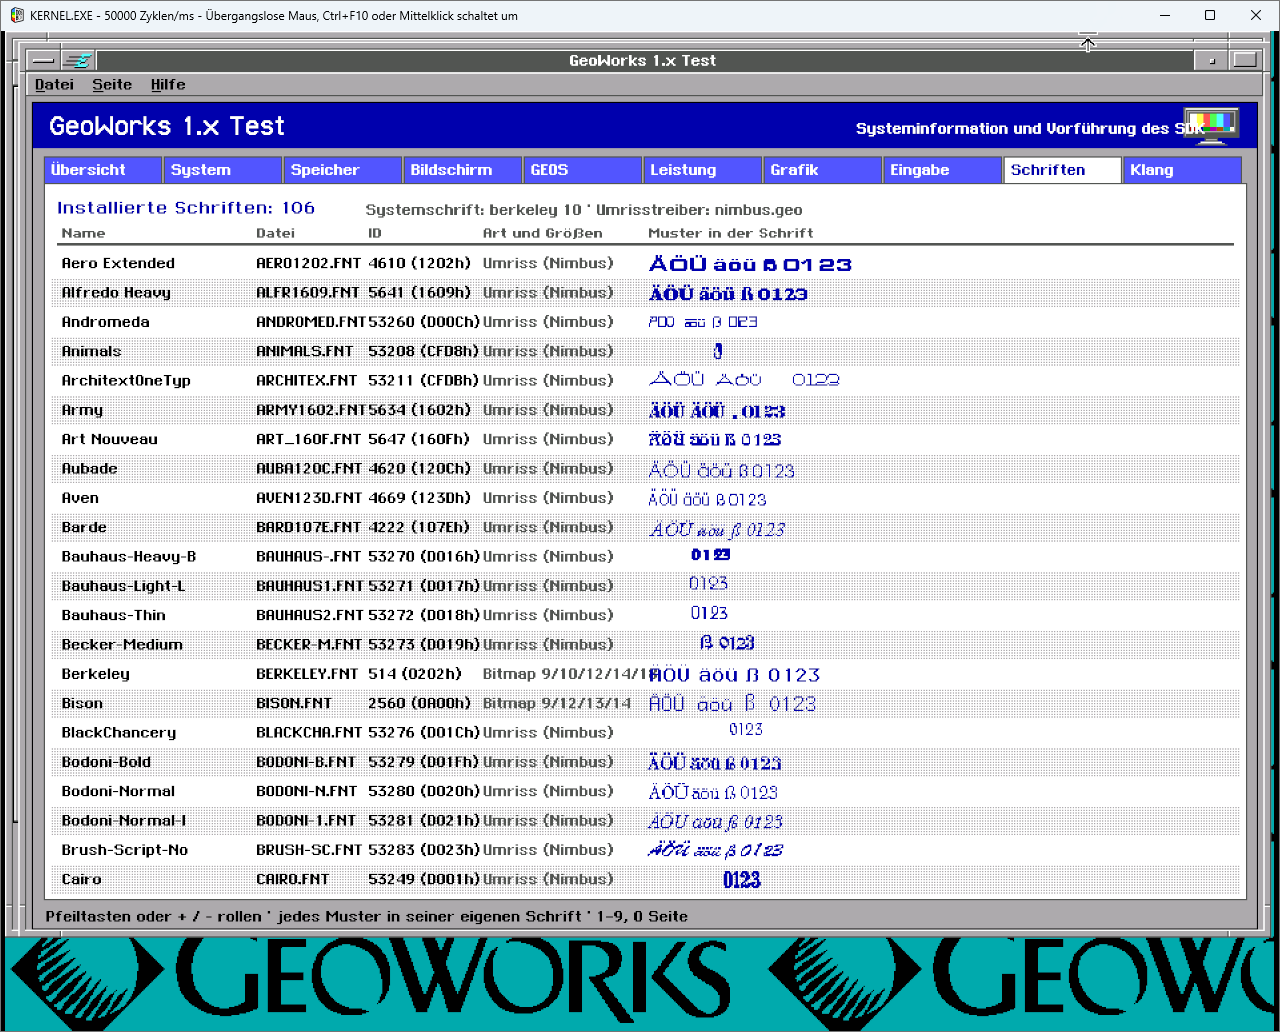 KERNEL.EXE - 50000 Zyklen/ms - Übergangslose Maus, Ctrl+F10 oder Mittelklick schaltet um
GeoWorks 1.x Test
Datei Seite Hilfe
GeoWorks 1.x Test Systeminformation und Vorführung des SDK
Übersicht System Speicher Bildschirm GEOS Leistung Grafik Eingabe Schriften Klang
Installierte Schriften: 106 Systemschrift: berkeley 10 ' Umrisstreiber: nimbus.geo
Name Datei ID Art und Größen Muster in der Schrift
Aero Extended AERO1202.FNT 4610 (1202h) Umriss (Nimbus) ÄÖÜ äöü ß 0123
Alfredo Heavy ALFR1609.FNT 5641 (1609h) Umriss (Nimbus) ÄÖÜ äöü ß 0123
Andromeda ANDROMED.FNT 53260 (D00Ch) Umriss (Nimbus)
Animals ANIMALS.FNT 53208 (CFD8h) Umriss (Nimbus)
ArchitextOneTyp ARCHITEX.FNT 53211 (CFDBh) Umriss (Nimbus) ÄÖÜ ÄÖÜ 0123
Army ARMY1602.FNT 5634 (1602h) Umriss (Nimbus) ÄÖÜ ÄÖÜ . 0123
Art Nouveau ART_160F.FNT 5647 (160Fh) Umriss (Nimbus) ÄÖÜ äöü ß 0123
Aubade AUBA120C.FNT 4620 (120Ch) Umriss (Nimbus) ÄÖÜ äöü ß 0123
Aven AVEN123D.FNT 4669 (123Dh) Umriss (Nimbus) ÄÖÜ äöü ß 0123
Barde BARD107E.FNT 4222 (107Eh) Umriss (Nimbus) ÄÖÜ äöü ß 0123
Bauhaus-Heavy-B BAUHAUS-.FNT 53270 (D016h) Umriss (Nimbus) 0123
Bauhaus-Light-L BAUHAUS1.FNT 53271 (D017h) Umriss (Nimbus) 0123
Bauhaus-Thin BAUHAUS2.FNT 53272 (D018h) Umriss (Nimbus) 0123
Becker-Medium BECKER-M.FNT 53273 (D019h) Umriss (Nimbus) ß 0123
Berkeley BERKELEY.FNT 514 (0202h) Bitmap 9/10/12/14/1 ÄÖÜ äöü ß 0123
Bison BISON.FNT 2560 (0A00h) Bitmap 9/12/13/14 ÄÖÜ äöü ß 0123
BlackChancery BLACKCHA.FNT 53276 (D01Ch) Umriss (Nimbus) 0123
Bodoni-Bold BODONI-B.FNT 53279 (D01Fh) Umriss (Nimbus) ÄÖÜ äöü ß 0123
Bodoni-Normal BODONI-N.FNT 53280 (D020h) Umriss (Nimbus) ÄÖÜ äöü ß 0123
Bodoni-Normal-I BODONI-1.FNT 53281 (D021h) Umriss (Nimbus) ÄÖÜ äöü ß 0123
Brush-Script-No BRUSH-SC.FNT 53283 (D023h) Umriss (Nimbus) ÄÖÜ äöü ß 0123
Cairo CAIRO.FNT 53249 (D001h) Umriss (Nimbus) 0123
Pfeiltasten oder + / - rollen ' jedes Muster in seiner eigenen Schrift ' 1-9, 0 Seite
GEOWORKS GEOWO